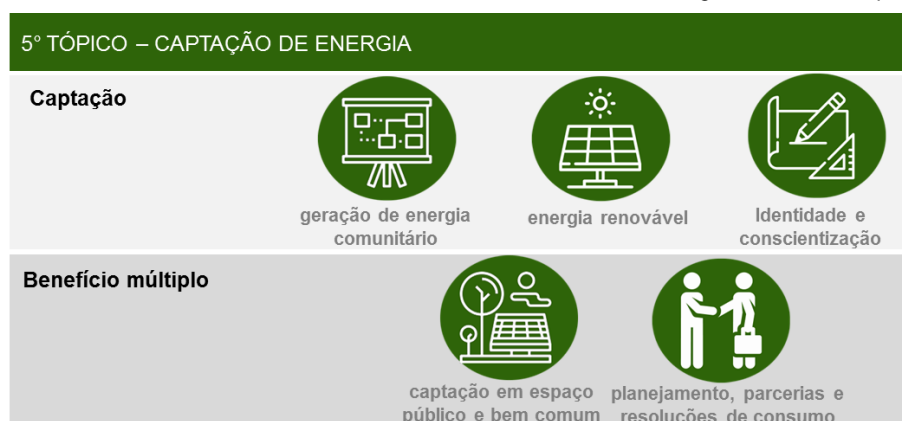 5º TÓPICO – CAPTAÇÃO DE ENERGIA
Captação
geração de energia
comunitário
energia renovável
Identidade e
conscientização
Benefício múltiplo
captação em espaço
público e bem comum
planejamento, parcerias e
resoluções de consumo